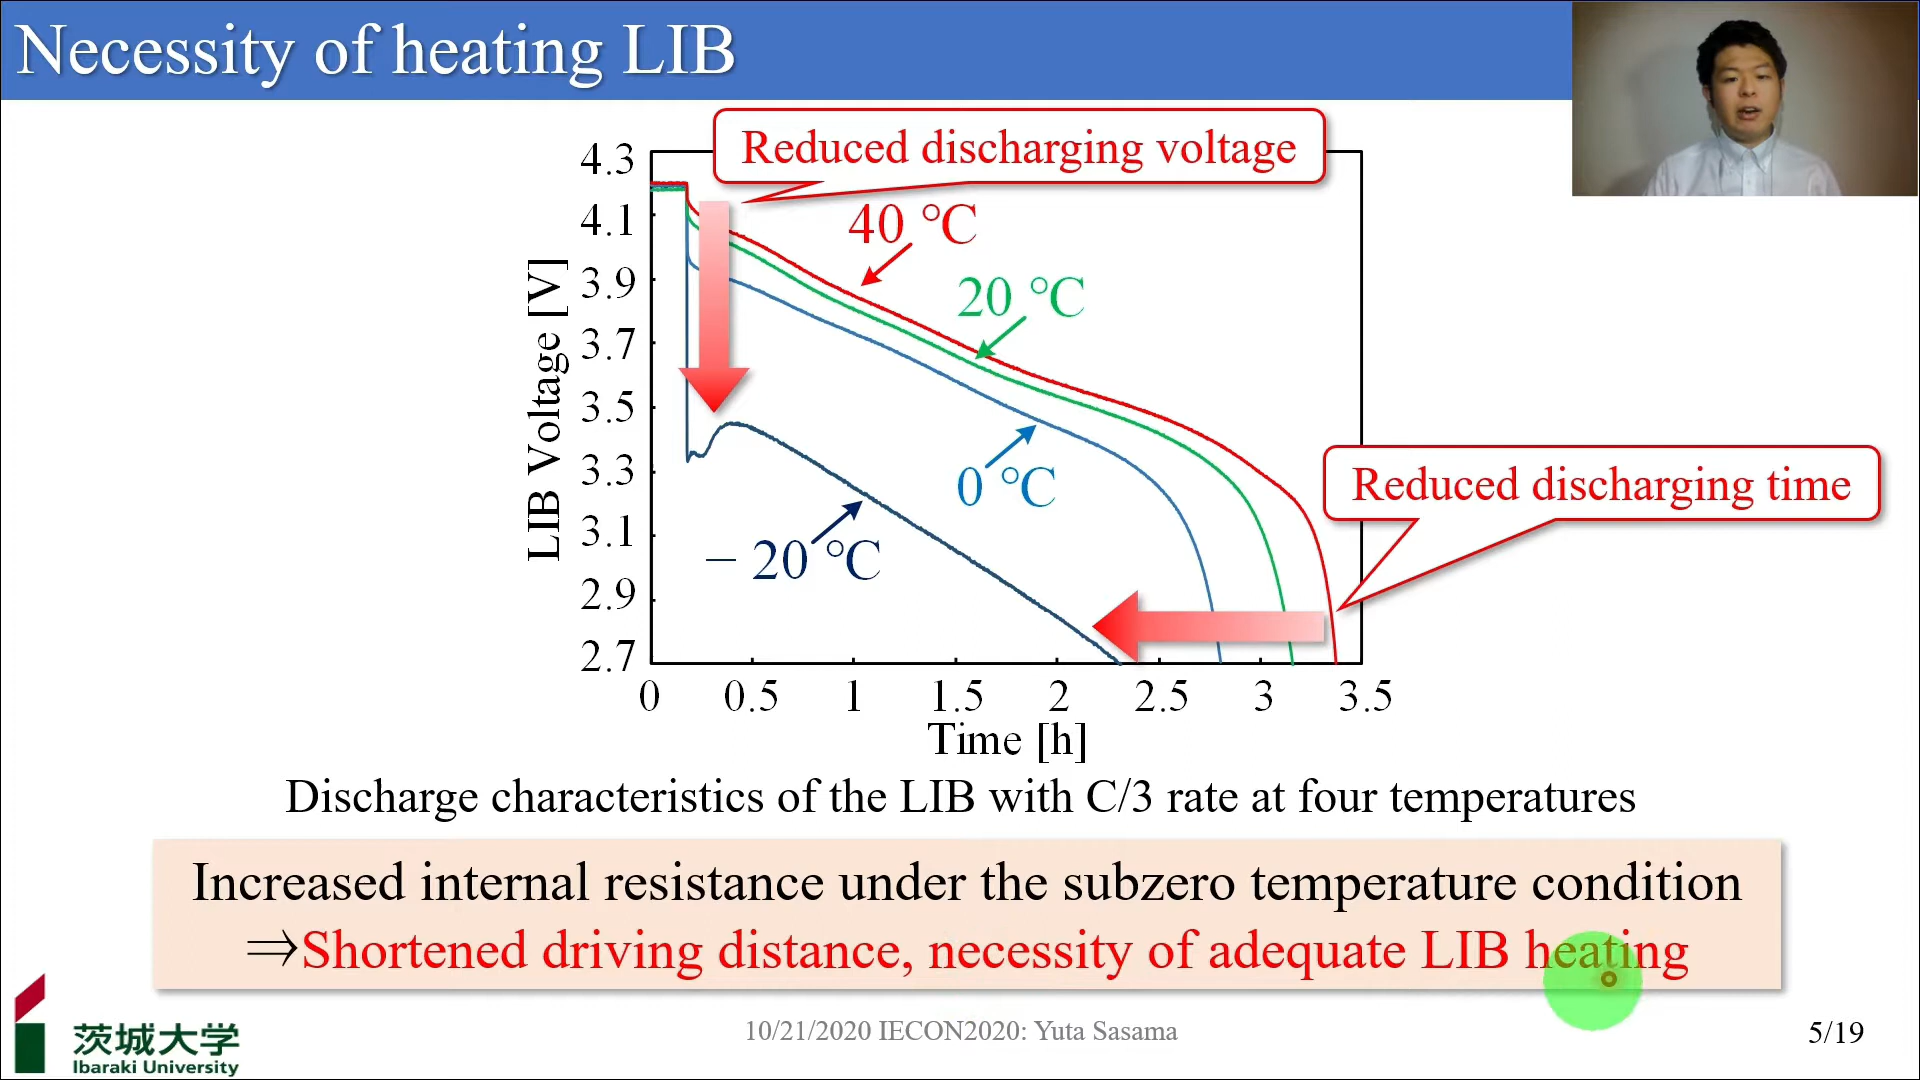 Necessity of heating LIB
Reduced discharging voltage
4.3
4.1
3.9
3.7
3.5
3.3
3.1
2.9
2.7
LIB Voltage [V]
40 °C
20 °C
0 °C
− 20 °C
Reduced discharging time
0 0.5 1 1.5 2 2.5 3 3.5
Time [h]
Discharge characteristics of the LIB with C/3 rate at four temperatures
Increased internal resistance under the subzero temperature condition
⇒Shortened driving distance, necessity of adequate LIB heating
茨城大学
Ibaraki University
10/21/2020 IECON2020: Yuta Sasama
5/19